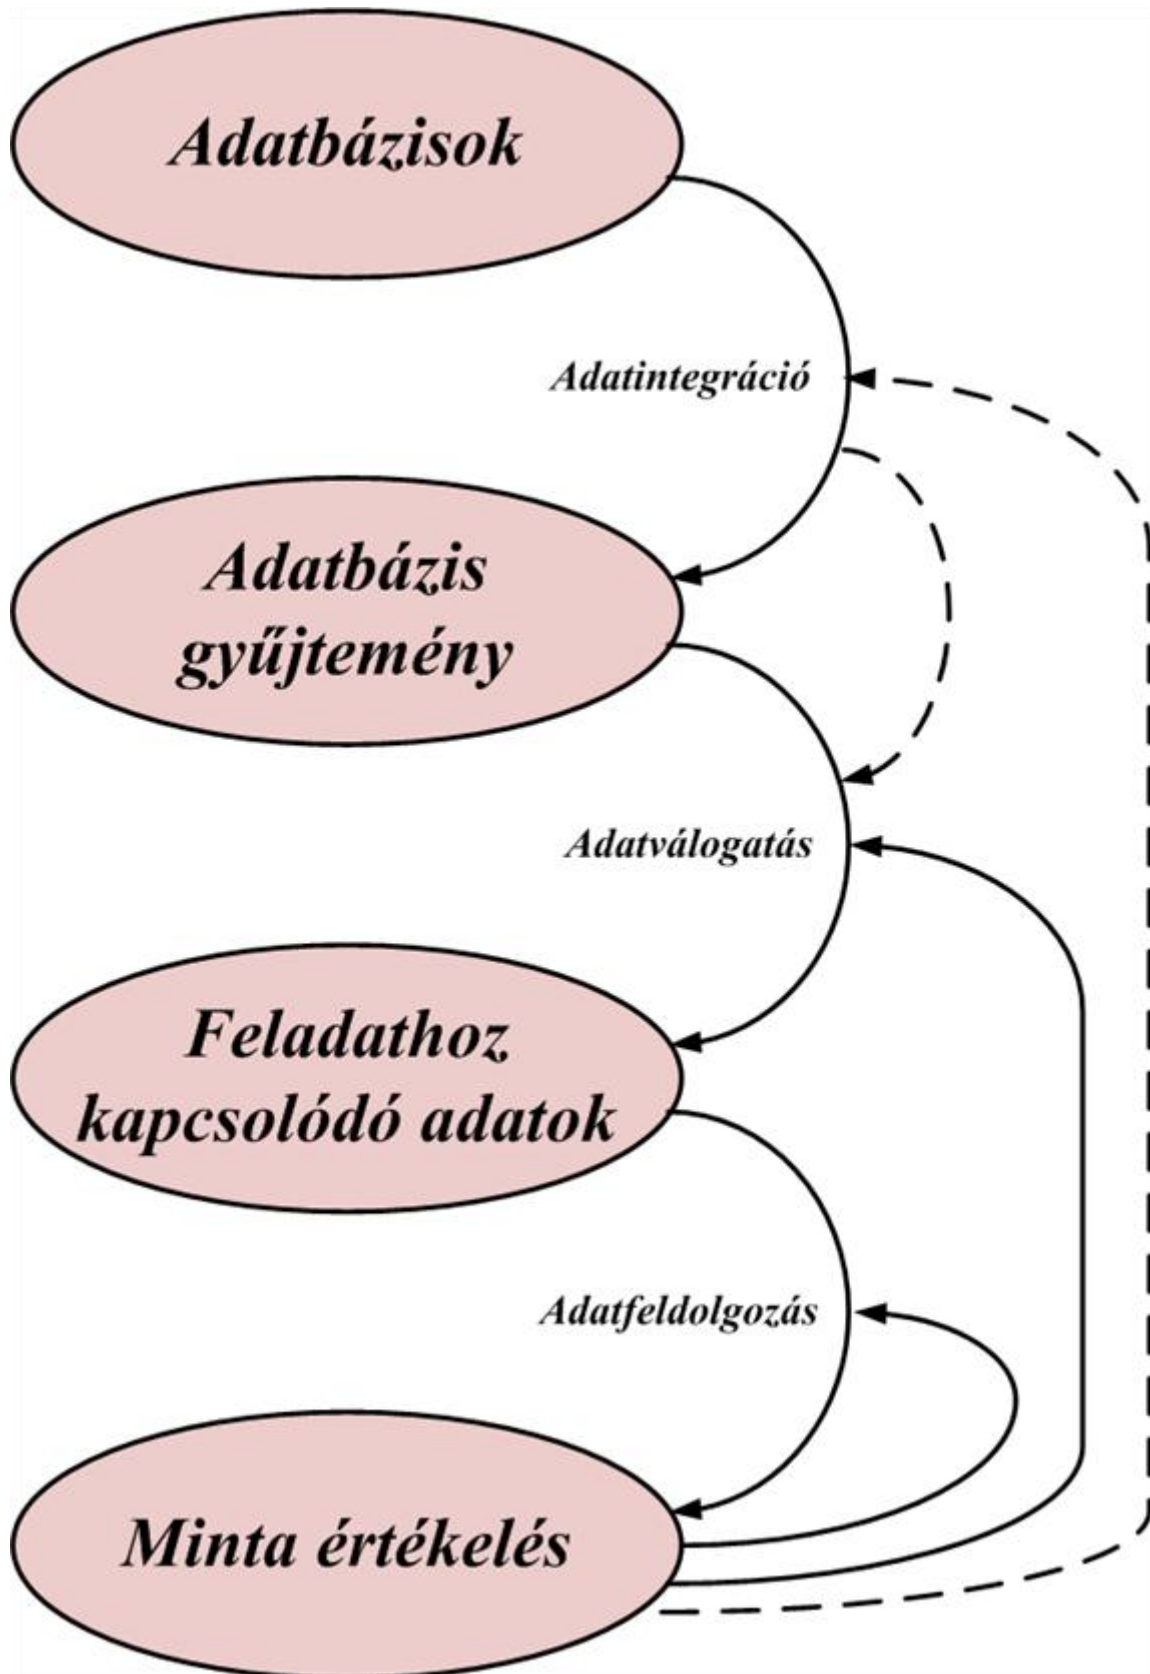 Adatbázisok
Adatintegráció
Adatbázis
gyűjtemény
Adatválogatás
Feladathoz
kapcsolódó adatok
Adatfeldolgozás
Minta értékelés